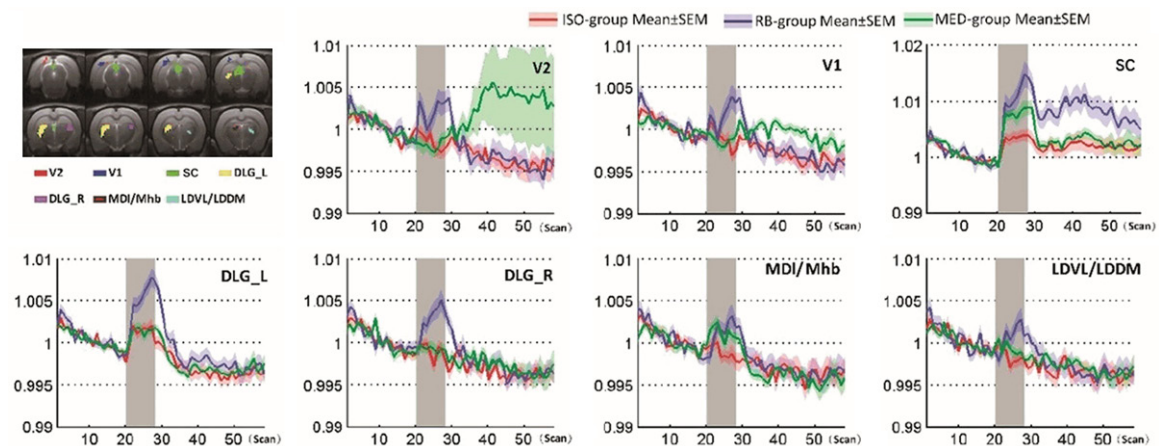 ISO-group Mean±SEM RB-group Mean±SEM MED-group Mean±SEM
V2 V1 SC DLG_L
DLG_R MDl/Mhb LDVL/LDDM
V2
1.01
1.005
1
0.995
0.99
10 20 30 40 50 (Scan)
V1
1.01
1.005
1
0.995
0.99
10 20 30 40 50 (Scan)
SC
1.02
1.01
1
0.99
10 20 30 40 50 (Scan)
DLG_L
1.01
1.005
1
0.995
0.99
10 20 30 40 50 (Scan)
DLG_R
1.01
1.005
1
0.995
0.99
10 20 30 40 50 (Scan)
MDl/Mhb
1.01
1.005
1
0.995
0.99
10 20 30 40 50 (Scan)
LDVL/LDDM
1.01
1.005
1
0.995
0.99
10 20 30 40 50 (Scan)